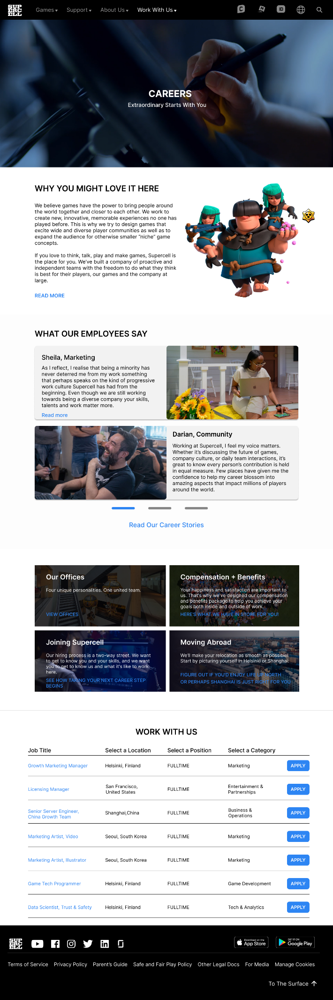 SUPERCELL
Games
Support
About Us
Work With Us
C
ID
CAREERS
Extraordinary Starts With You
WHY YOU MIGHT LOVE IT HERE
We believe games have the power to bring people around
the world together and closer to each other. We work to
create new, innovative, memorable experiences no one has
played before. This is why we try to design games that
excite wide and diverse player communities as well as to
expand the audience for otherwise smaller "niche" game
concepts.
If you love to think, talk, play and make games, Supercell is
the place for you. We've built a company of proactive and
independent teams with the freedom to do what they think
is best for their players, our games and the company at
large.
READ MORE
WHAT OUR EMPLOYEES SAY
Sheila, Marketing
As I reflect, I realise that being a minority has
never deterred me from my work something
that perhaps speaks on the kind of progressive
work culture Supercell has had from the
beginning. Even though we are still working
towards being a diverse company your skills,
talents and work matter more.
Read more
Darian, Community
Working at Supercell, I feel my voice matters.
Whether it's discussing the future of games,
company culture, or daily team interactions, it's
great to know every person's contribution is held
in equal measure. Few places have given me the
confidence to help my career blossom into
amazing aspects that impact millions of players
around the world.
Read Our Career Stories
Our Offices
Four unique personalities. One united team.
VIEW OFFICES
Compensation + Benefits
Your happiness and satisfaction are important to
us. That's why we've designed our compensation
and benefits package to help you achieve your
goals both inside and outside of work.
HERE'S WHAT WE HAVE IN STORE FOR YOU!
Joining Supercell
Our hiring process is a two-way street. We want
to get to know you and your skills, and we want
you to get to know us and what it's like to work
here.
SEE HOW TAKING YOUR NEXT CAREER STEP
BEGINS
Moving Abroad
We'll make your relocation as smooth as possible!
Start by picturing yourself in Helsinki or Shanghai:
FIGURE OUT IF YOU'D ENJOY LIFE UP NORTH
OR PERHAPS SHANGHAI IS JUST RIGHT FOR YOU
WORK WITH US
Job Title Select a Location Select a Position Select a Category
Growth Marketing Manager Helsinki, Finland FULLTIME Marketing APPLY
Licensing Manager San Francisco, United States FULLTIME Entertainment & Partnerships APPLY
Senior Server Engineer, China Growth Team Shanghai,China FULLTIME Business & Operations APPLY
Marketing Artist, Video Seoul, South Korea FULLTIME Marketing APPLY
Marketing Artist, Illustrator Seoul, South Korea FULLTIME Marketing APPLY
Game Tech Programmer Helsinki, Finland FULLTIME Game Development APPLY
Data Scientist, Trust & Safety Helsinki, Finland FULLTIME Tech & Analytics APPLY
SUPERCELL
Download on the
App Store
GET IT ON
Google Play
Terms of Service Privacy Policy Parent's Guide Safe and Fair Play Policy Other Legal Docs For Media Manage Cookies
To The Surface